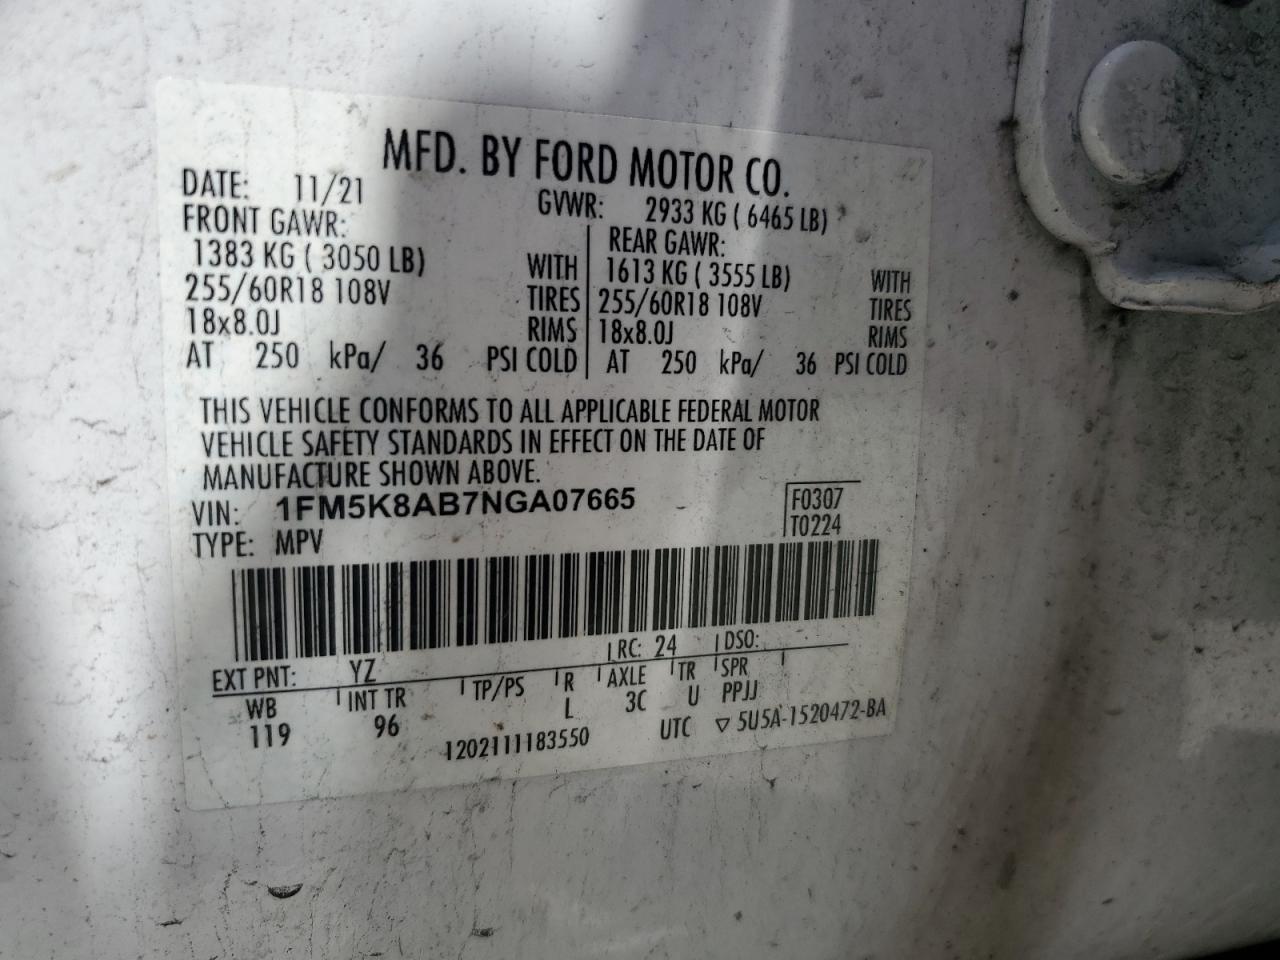 MFD. BY FORD MOTOR CO.
DATE: 11/21 GVWR: 2933 KG ( 6465 LB)
FRONT GAWR: REAR GAWR:
1383 KG ( 3050 LB) WITH 1613 KG ( 3555 LB) WITH
255/60R18 108V TIRES 255/60R18 108V TIRES
18x8.0J RIMS 18x8.0J RIMS
AT 250 kPa/ 36 PSI COLD AT 250 kPa/ 36 PSI COLD
THIS VEHICLE CONFORMS TO ALL APPLICABLE FEDERAL MOTOR
VEHICLE SAFETY STANDARDS IN EFFECT ON THE DATE OF
MANUFACTURE SHOWN ABOVE.
VIN: 1FM5K8AB7NGA07665 F0307
TYPE: MPV T0224
EXT PNT: YZ RC: 24 DSO:
WB INT TR TP/PS R AXLE TR SPR
119 96 L 3C U PPJJ
1202111183550 UTC ▽ 5U5A-1520472-BA